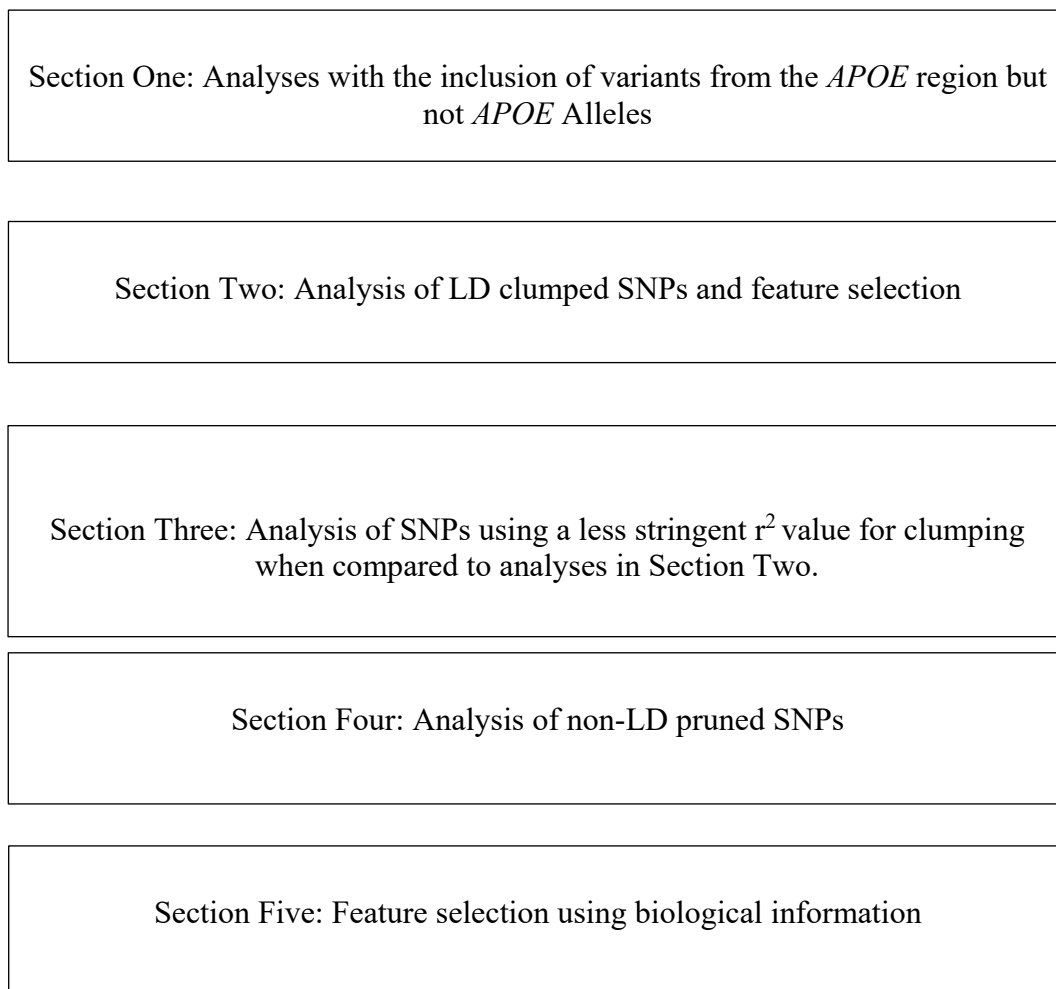 Section One: Analyses with the inclusion of variants from the APOE region but
not APOE Alleles
Section Two: Analysis of LD clumped SNPs and feature selection
Section Three: Analysis of SNPs using a less stringent r² value for clumping
when compared to analyses in Section Two.
Section Four: Analysis of non-LD pruned SNPs
Section Five: Feature selection using biological information